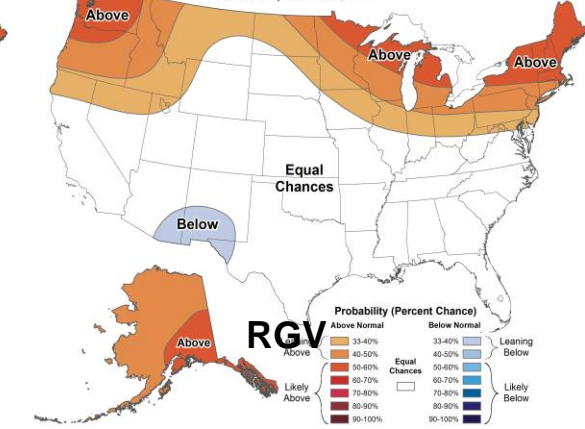 Above
Above
Above
Equal
Chances
Below
Above
RGV
Probability (Percent Chance)
Above Normal
Below Normal
Above
33-40%
40-50%
50-60%
60-70%
70-80%
80-90%
90-100%
Likely
Above
Equal
Chances
33-40%
40-50%
50-60%
60-70%
70-80%
80-90%
90-100%
Leaning
Below
Likely
Below